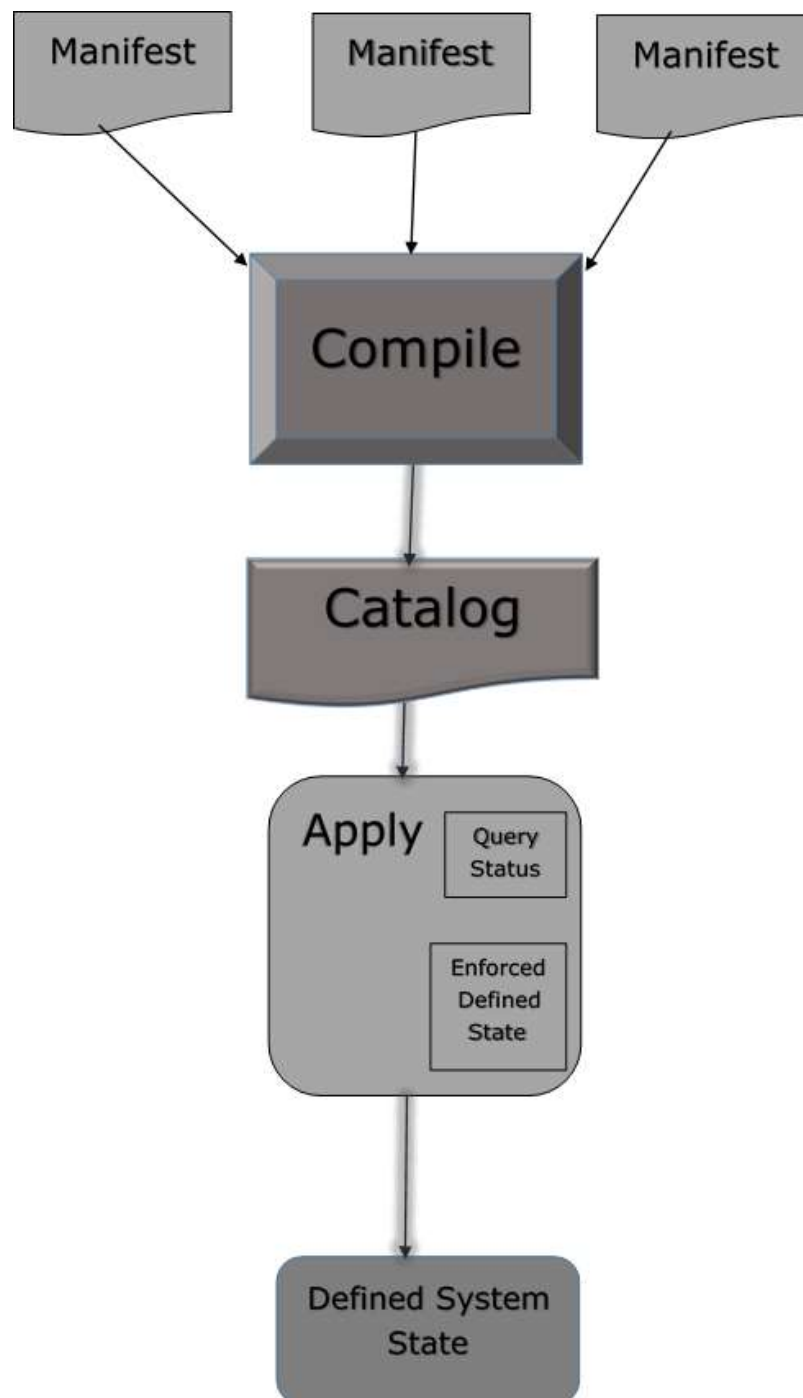 Manifest
Manifest
Manifest
Compile
Catalog
Apply
Query
Status
Enforced
Defined
State
Defined System
State